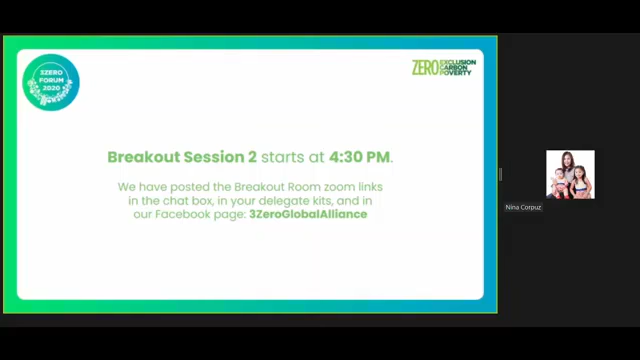 3ZERO
FORUM
2020
ZERO EXCLUSION
CARBON
POVERTY
Breakout Session 2 starts at 4:30 PM.
We have posted the Breakout Room zoom links
in the chat box, in your delegate kits, and in
our Facebook page: 3ZeroGlobalAlliance
Nina Corpuz